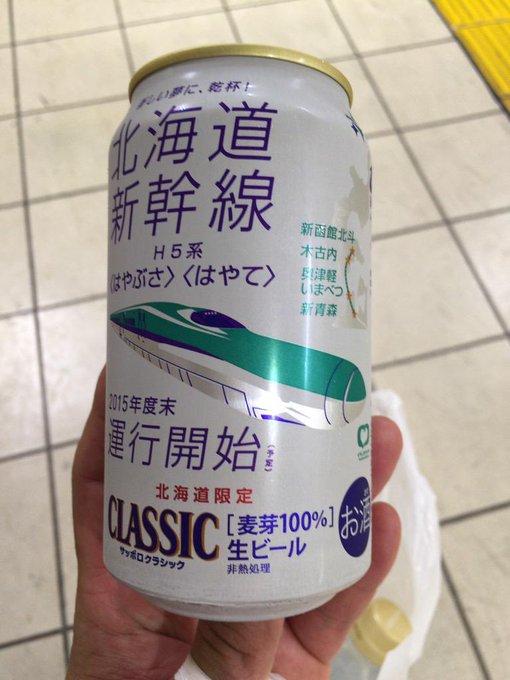 しい夢に、乾杯!
北海道
新幹線
H5系
〈はやぶさ〉〈はやて〉
新函館北斗
木古内
奥津軽
いまべつ
新青森
2015年度末
運行開始
(予定)
北海道限定
CLASSIC
サッポロクラシック
[麦芽100%]
生ビール
非熱処理
お酒